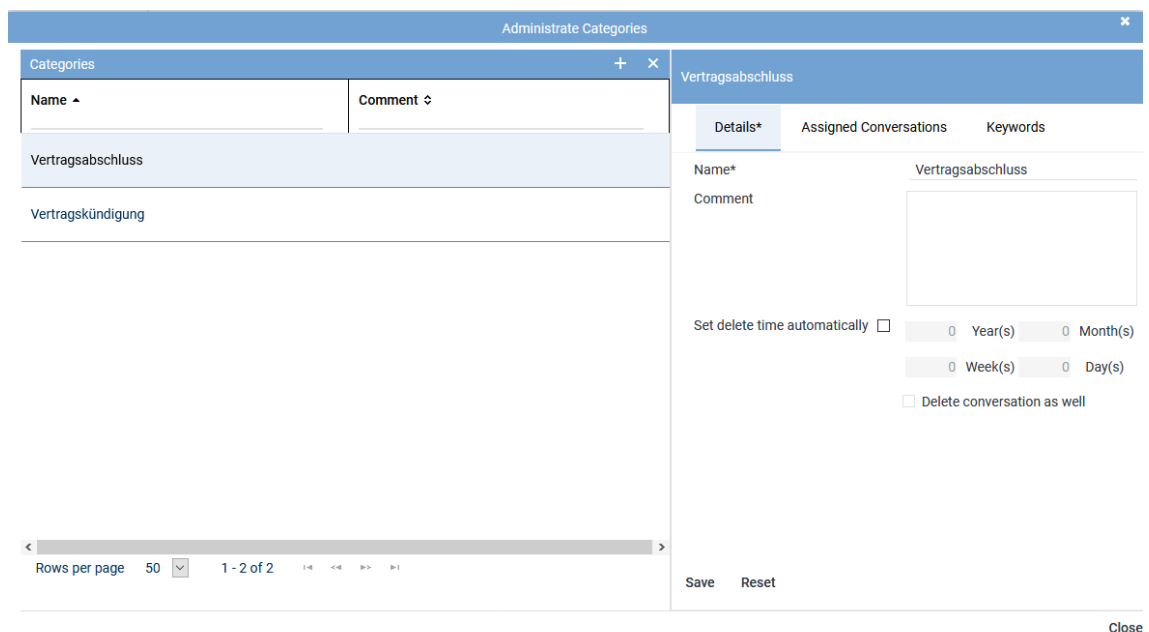 Administrate Categories
Categories
Name
Comment
Vertragsabschluss
Vertragskündigung
Rows per page 50 1 - 2 of 2
Vertragsabschluss
Details* Assigned Conversations Keywords
Name* Vertragsabschluss
Comment
Set delete time automatically 0 Year(s) 0 Month(s)
0 Week(s) 0 Day(s)
Delete conversation as well
Save Reset
Close